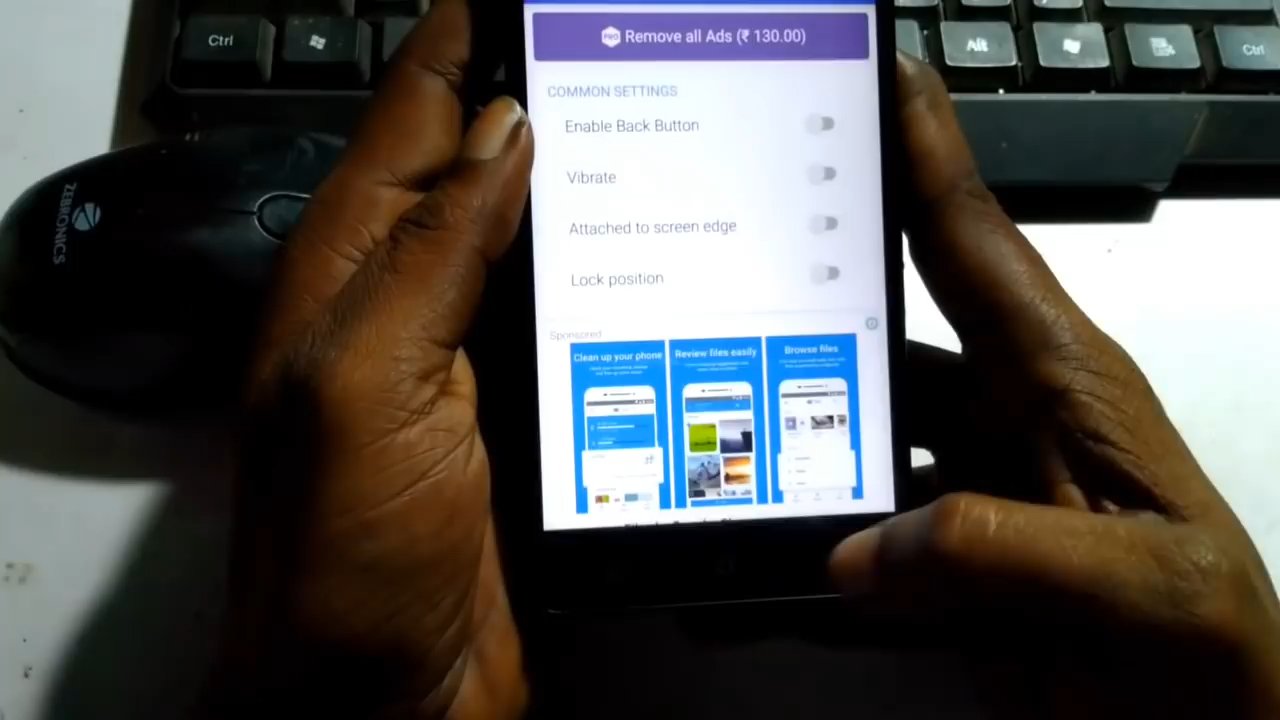 Ctrl
Alt
Ctrl
PRO Remove all Ads (₹ 130.00)
COMMON SETTINGS
Enable Back Button
Vibrate
Attached to screen edge
Lock position
Sponsored
Clean up your phone
Review files easily
Browse files
ZEBRONICS